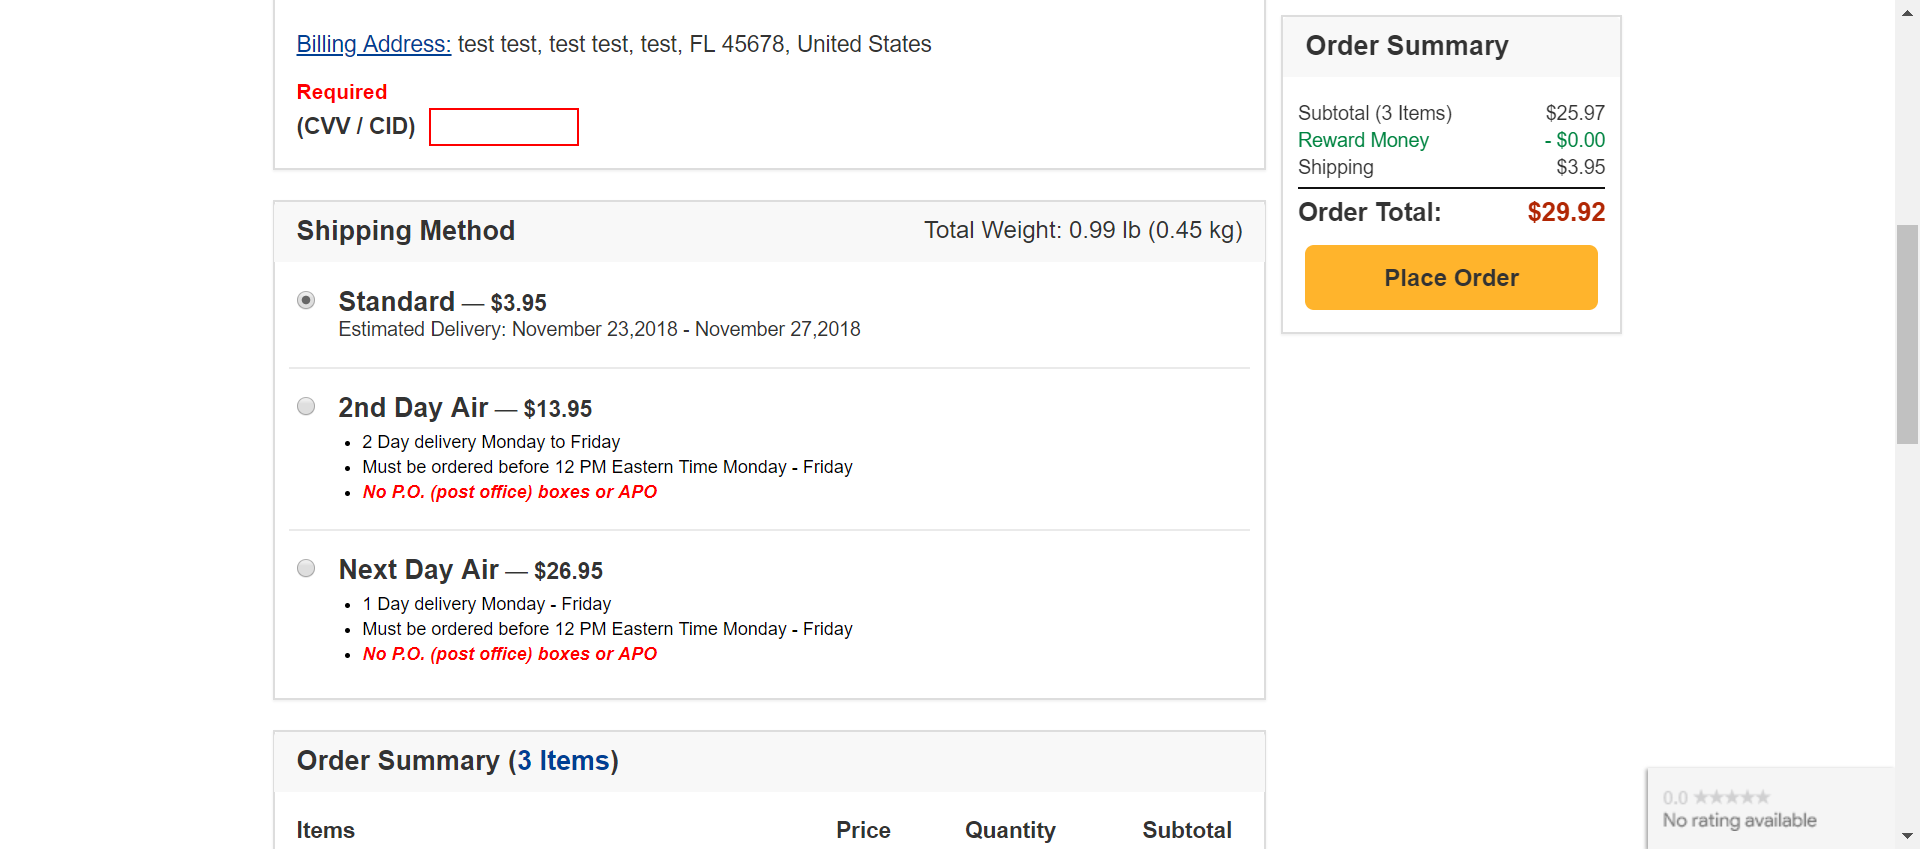 Billing Address: test test, test test, test, FL 45678, United States
Required
(CVV / CID)
Shipping Method
Total Weight: 0.99 lb (0.45 kg)
Standard — $3.95
Estimated Delivery: November 23,2018 - November 27,2018
2nd Day Air — $13.95
• 2 Day delivery Monday to Friday
• Must be ordered before 12 PM Eastern Time Monday - Friday
• No P.O. (post office) boxes or APO
Next Day Air — $26.95
• 1 Day delivery Monday - Friday
• Must be ordered before 12 PM Eastern Time Monday - Friday
• No P.O. (post office) boxes or APO
Order Summary (3 Items)
Items Price Quantity Subtotal
Order Summary
Subtotal (3 Items) $25.97
Reward Money - $0.00
Shipping $3.95
Order Total: $29.92
Place Order
0.0 ★★★★★
No rating available